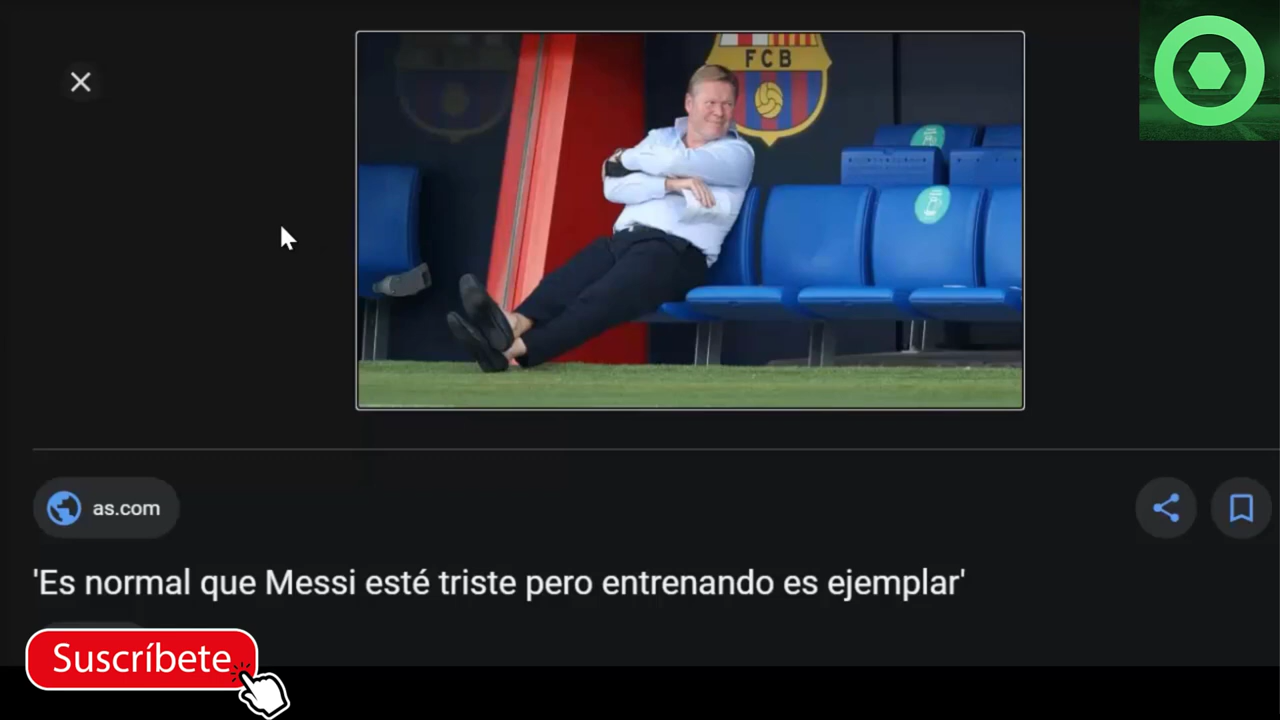 FCB
as.com
'Es normal que Messi esté triste pero entrenando es ejemplar'
Suscríbete